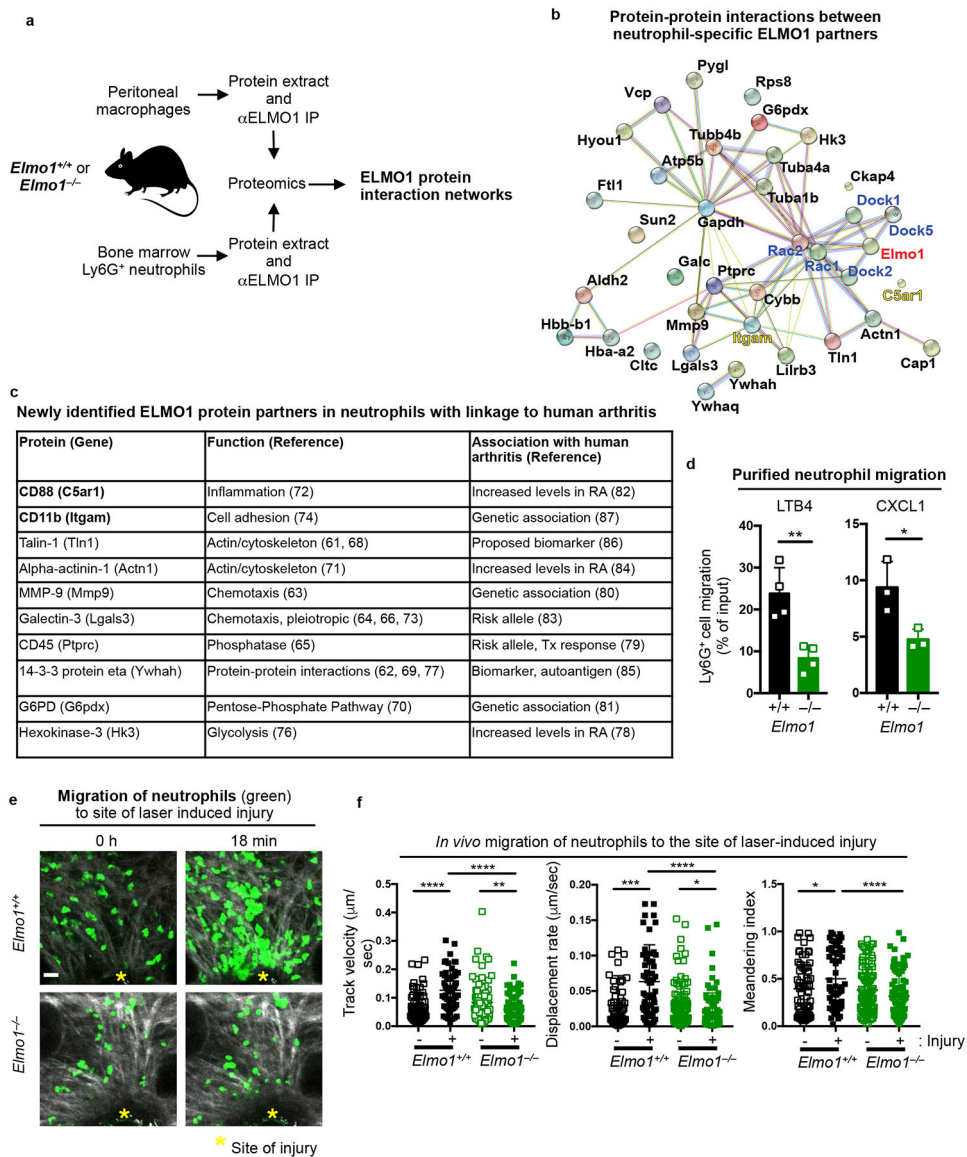 a
Peritoneal
macrophages
Protein extract
and
αELMO1 IP
Elmo1+/+ or
Elmo1–/–
Proteomics
ELMO1 protein
interaction networks
Bone marrow
Ly6G+ neutrophils
Protein extract
and
αELMO1 IP
b
Protein-protein interactions between
neutrophil-specific ELMO1 partners
Pygl
Rps8
Vcp
G6pdx
Hyou1
Tubb4b
Hk3
Atp5b
Tuba4a
Ckap4
Ftl1
Tuba1b
Dock1
Sun2
Gapdh
Dock5
Rac2
Elmo1
Galc
Ptprc
Rac1
Dock2
Aldh2
Cybb
C5ar1
Hbb-b1
Mmp9
Itgam
Actn1
Hba-a2
Cltc
Lgals3
Lilrb3
Tln1
Cap1
Ywhah
Ywhaq
c
Newly identified ELMO1 protein partners in neutrophils with linkage to human arthritis
Protein (Gene) Function (Reference) Association with human
arthritis (Reference)
CD88 (C5ar1) Inflammation (72) Increased levels in RA (82)
CD11b (Itgam) Cell adhesion (74) Genetic association (87)
Talin-1 (Tln1) Actin/cytoskeleton (61, 68) Proposed biomarker (86)
Alpha-actinin-1 (Actn1) Actin/cytoskeleton (71) Increased levels in RA (84)
MMP-9 (Mmp9) Chemotaxis (63) Genetic association (80)
Galectin-3 (Lgals3) Chemotaxis, pleiotropic (64, 66, 73) Risk allele (83)
CD45 (Ptprc) Phosphatase (65) Risk allele, Tx response (79)
14-3-3 protein eta (Ywhah) Protein-protein interactions (62, 69, 77) Biomarker, autoantigen (85)
G6PD (G6pdx) Pentose-Phosphate Pathway (70) Genetic association (81)
Hexokinase-3 (Hk3) Glycolysis (76) Increased levels in RA (78)
d
Purified neutrophil migration
LTB4 CXCL1
Ly6G+ cell migration
(% of input)
40
30
20
10
0
**
15
10
5
0
*
+/+ –/– +/+ –/–
Elmo1 Elmo1
e
Migration of neutrophils (green)
to site of laser induced injury
0 h 18 min
Elmo1+/+
*
*
Elmo1–/–
*
*
* Site of injury
f
In vivo migration of neutrophils to the site of laser-induced injury
Track velocity (μm/
sec)
0.5
0.4
0.3
0.2
0.1
0.0
****
****
**
- + - +
Elmo1+/+ Elmo1–/–
Displacement rate (μm/sec)
0.20
0.15
0.10
0.05
0.00
****
***
*
- + - +
Elmo1+/+ Elmo1–/–
Meandering index
1.5
1.0
0.5
0.0
*
****
- + - + : Injury
Elmo1+/+ Elmo1–/–